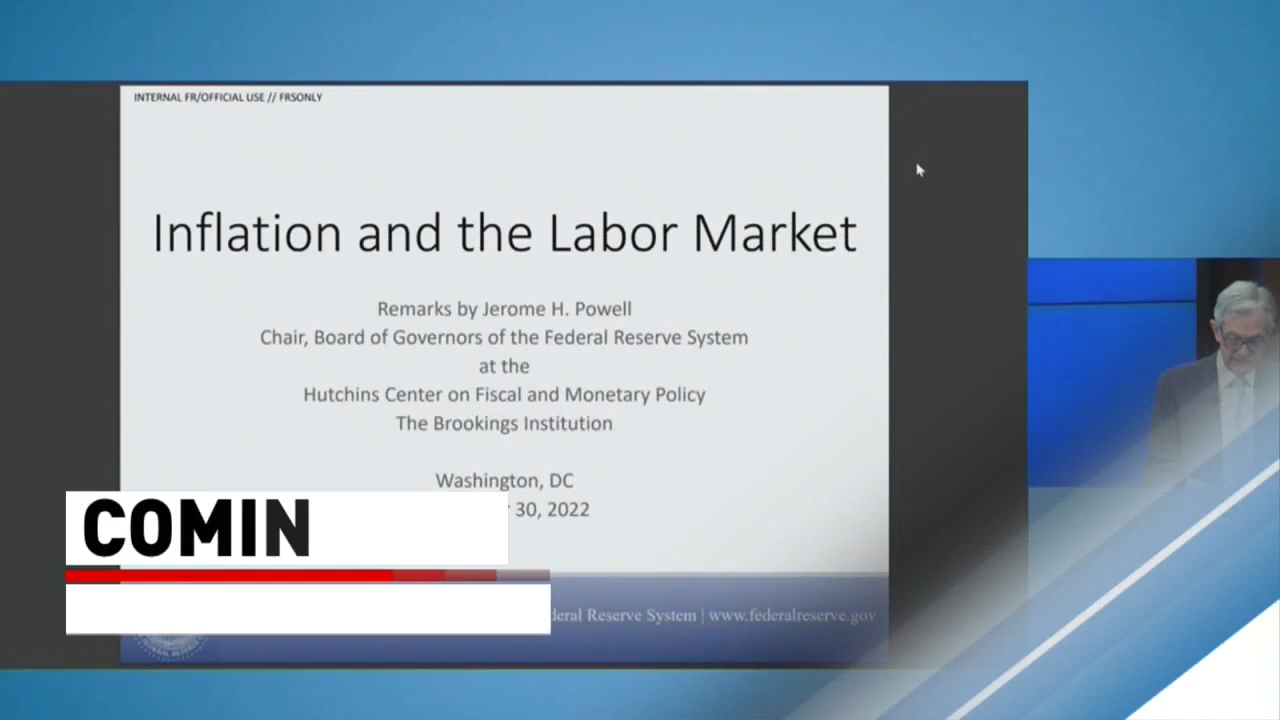 INTERNAL FR/OFFICIAL USE // FRSONLY
Inflation and the Labor Market
Remarks by Jerome H. Powell
Chair, Board of Governors of the Federal Reserve System
at the
Hutchins Center on Fiscal and Monetary Policy
The Brookings Institution
Washington, DC
30, 2022
COMIN
Reserve System | www.federalreserve.gov